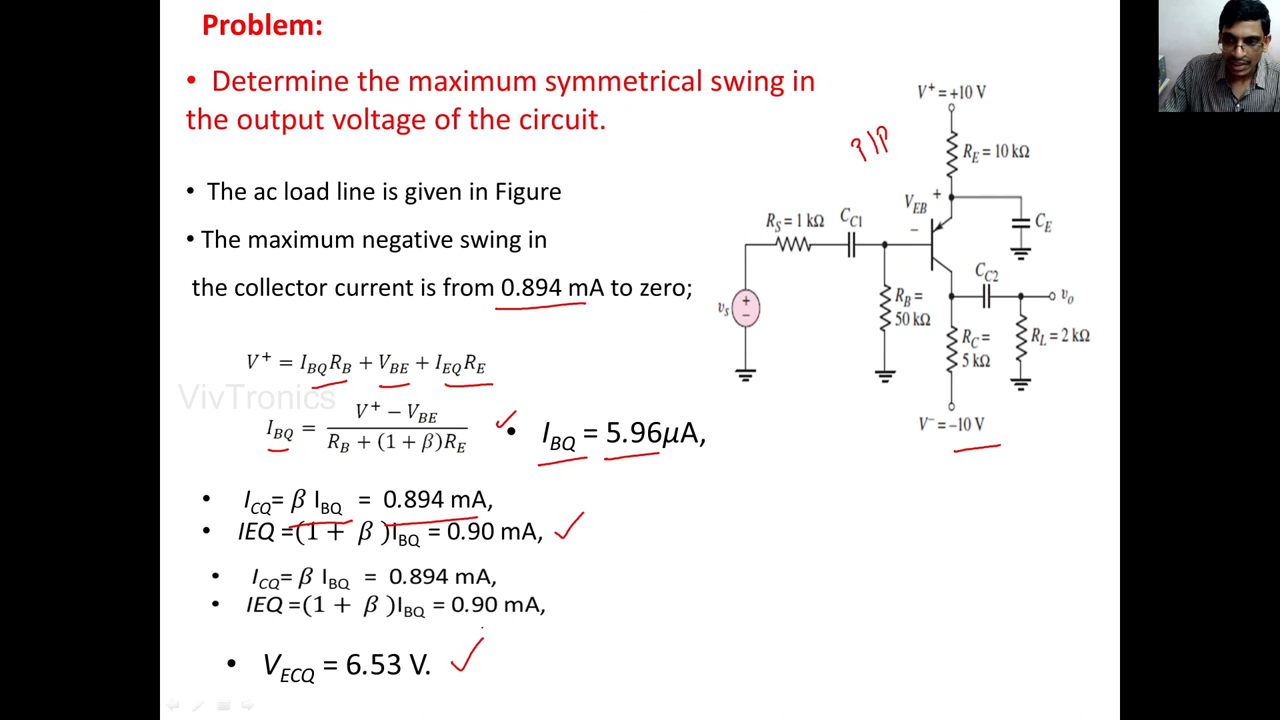 Problem:
• Determine the maximum symmetrical swing in
the output voltage of the circuit.
• The ac load line is given in Figure
• The maximum negative swing in
the collector current is from 0.894 mA to zero;
V⁺ = I_BQ R_B + V_BE + I_EQ R_E
VivTronics
I_BQ = (V⁺ − V_BE) / (R_B + (1 + β)R_E)
• I_BQ = 5.96μA,
• I_CQ= β I_BQ = 0.894 mA,
• IEQ =(1 + β )I_BQ = 0.90 mA,
• I_CQ= β I_BQ = 0.894 mA,
• IEQ =(1 + β )I_BQ = 0.90 mA,
• V_ECQ = 6.53 V.
V⁺ = +10 V
R_E = 10 kΩ
V_EB +
−
C_E
R_S = 1 kΩ
C_C1
C_C2
v_o
v_s
+
−
R_B =
50 kΩ
R_C =
5 kΩ
R_L = 2 kΩ
V⁻ = −10 V